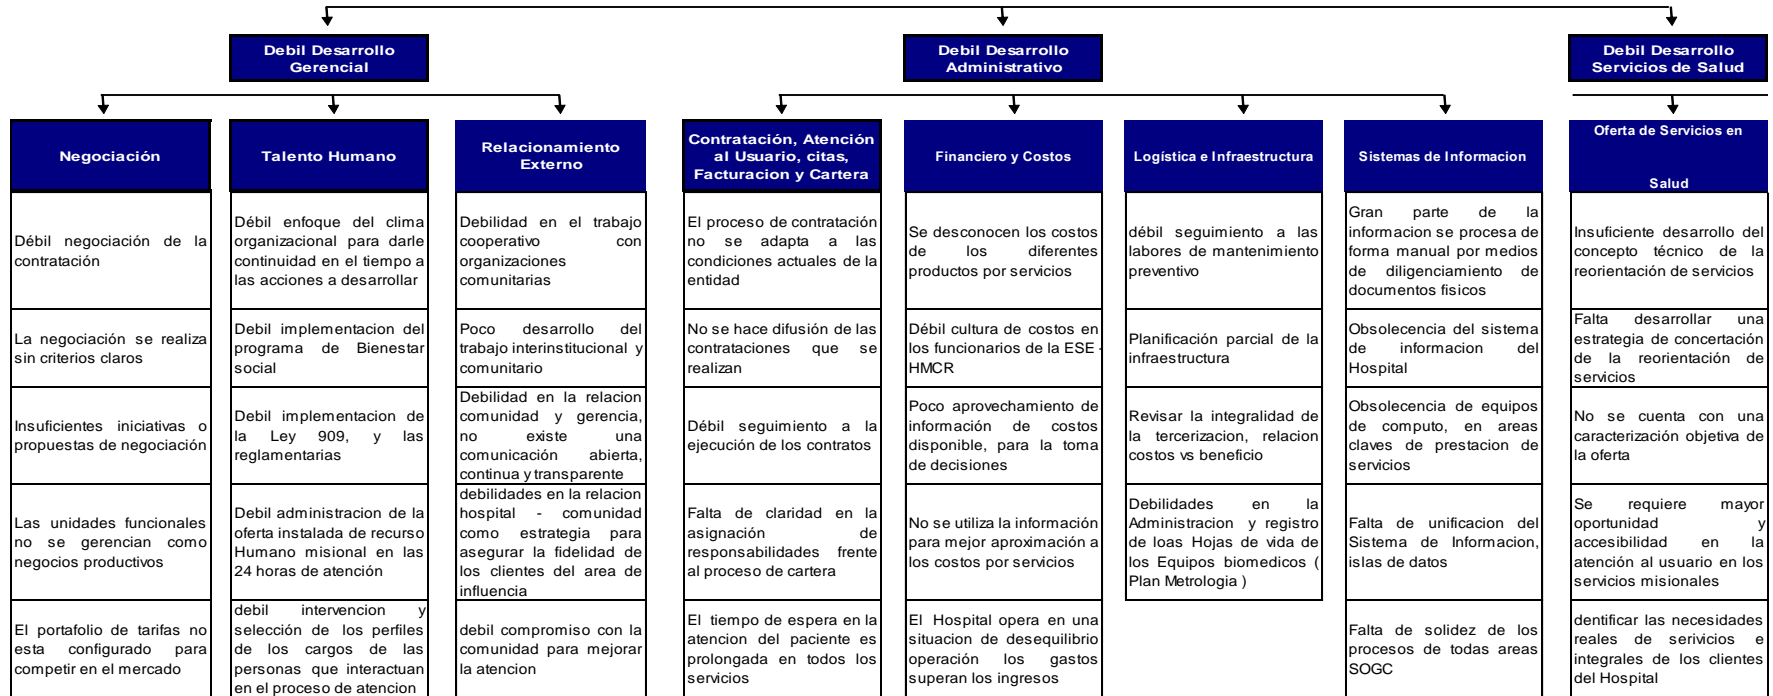 Debil Desarrollo
Gerencial
Debil Desarrollo
Administrativo
Debil Desarrollo
Servicios de Salud
Negociación
Talento Humano
Relacionamiento
Externo
Contratación, Atención
al Usuario, citas,
Facturacion y Cartera
Financiero y Costos
Logística e Infraestructura
Sistemas de Informacion
Oferta de Servicios en
Salud
Débil negociación de la
contratación
Débil enfoque del clima
organizacional para darle
continuidad en el tiempo a
las acciones a desarrollar
Debilidad en el trabajo
cooperativo con
organizaciones
comunitarias
El proceso de contratación
no se adapta a las
condiciones actuales de la
entidad
Se desconocen los costos
de los diferentes
productos por servicios
débil seguimiento a las
labores de mantenimiento
preventivo
Gran parte de la
informacion se procesa de
forma manual por medios
de diligenciamiento de
documentos fisicos
Insuficiente desarrollo del
concepto técnico de la
reorientación de servicios
La negociación se realiza
sin criterios claros
Debil implementacion del
programa de Bienestar
social
Poco desarrollo del
trabajo interinstitucional y
comunitario
No se hace difusión de las
contrataciones que se
realizan
Débil cultura de costos en
los funcionarios de la ESE -
HMCR
Planificación parcial de la
infraestructura
Obsolecencia del sistema
de informacion del
Hospital
Falta desarrollar una
estrategia de concertación
de la reorientación de
servicios
Insuficientes iniciativas o
propuestas de negociación
Debil implementacion de
la Ley 909, y las
reglamentarias
Debilidad en la relacion
comunidad y gerencia,
no existe una
comunicación abierta,
continua y transparente
Débil seguimiento a la
ejecución de los contratos
Poco aprovechamiento de
información de costos
disponible, para la toma
de decisiones
Revisar la integralidad de
la tercerizacion, relacion
costos vs beneficio
Obsolecencia de equipos
de computo, en areas
claves de prestacion de
servicios
No se cuenta con una
caracterización objetiva de
la oferta
Las unidades funcionales
no se gerencian como
negocios productivos
Debil administracion de la
oferta instalada de recurso
Humano misional en las
24 horas de atención
debilidades en la relacion
hospital - comunidad
como estrategia para
asegurar la fidelidad de
los clientes del area de
influencia
Falta de claridad en la
asignación de
responsabilidades frente
al proceso de cartera
No se utiliza la información
para mejor aproximación a
los costos por servicios
Debilidades en la
Administracion y registro
de loas Hojas de vida de
los Equipos biomedicos (
Plan Metrologia )
Falta de unificacion del
Sistema de Informacion,
islas de datos
Se requiere mayor
oportunidad y
accesibilidad en la
atención al usuario en los
servicios misionales
El portafolio de tarifas no
esta configurado para
competir en el mercado
debil intervencion y
selección de los perfiles
de los cargos de las
personas que interactuan
en el proceso de atencion
debil compromiso con la
comunidad para mejorar
la atencion
El tiempo de espera en la
atencion del paciente es
prolongada en todos los
servicios
El Hospital opera en una
situacion de desequilibrio
operación los gastos
superan los ingresos
Falta de solidez de los
procesos de todas areas
SOGC
dentificar las necesidades
reales de serivicios e
integrales de los clientes
del Hospital